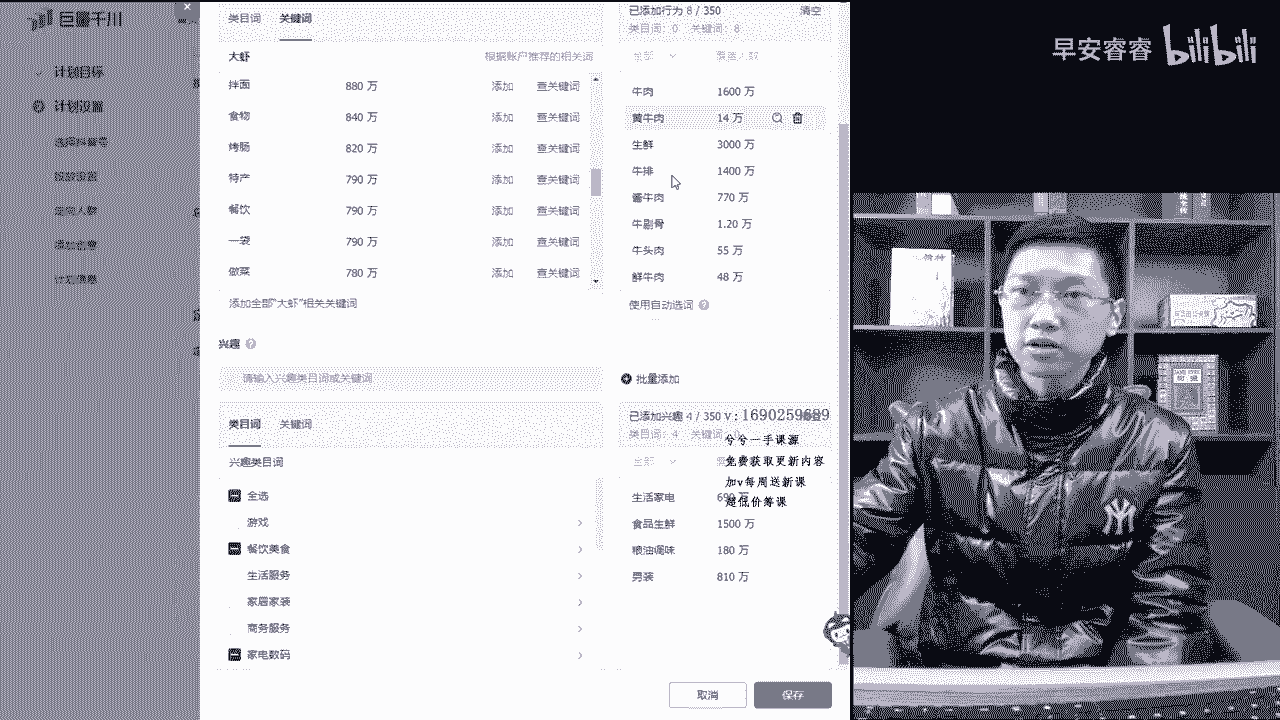 巨量千川
计划目标
计划设置
选择抖音号
投放设置
定向人群
添加创意
计划信息
类目词 关键词
大虾 根据账户推荐的相关词
拌面 880 万 添加 查关键词
食物 840 万 添加 查关键词
烤肠 820 万 添加 查关键词
特产 790 万 添加 查关键词
餐饮 790 万 添加 查关键词
一袋 790 万 添加 查关键词
做菜 780 万 添加 查关键词
添加全部"大虾"相关关键词
已添加行为 8 / 350 清空
类目词：0 关键词：8
全部 覆盖人数
牛肉 1600 万
黄牛肉 14 万
生鲜 3000 万
牛排 1400 万
酱牛肉 770 万
牛剔骨 1.20 万
牛头肉 55 万
鲜牛肉 48 万
使用自动选词
兴趣
请输入兴趣类目词或关键词
批量添加
类目词 关键词
兴趣类目词
全选
游戏
餐饮美食
生活服务
家居家装
商务服务
家电数码
已添加兴趣 4 / 350
类目词：4 关键词
全部
生活家电
食品生鲜 1500 万
粮油调味 180 万
男装 810 万
V：1690259689
兮兮一手课源
免费获取更新内容
加v每周送新课
超低价筹课
取消 保存
早安睿睿 bilibili